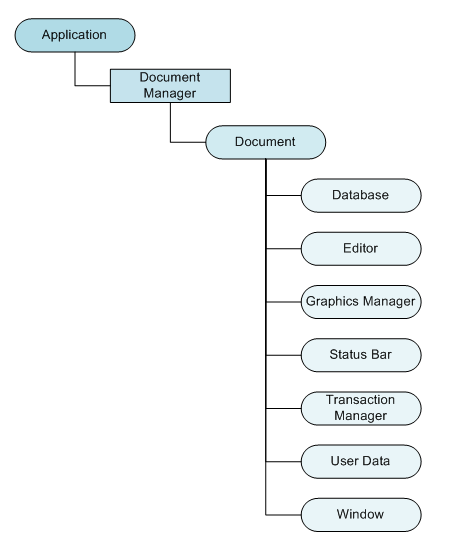 Application
Document
Manager
Document
Database
Editor
Graphics Manager
Status Bar
Transaction
Manager
User Data
Window